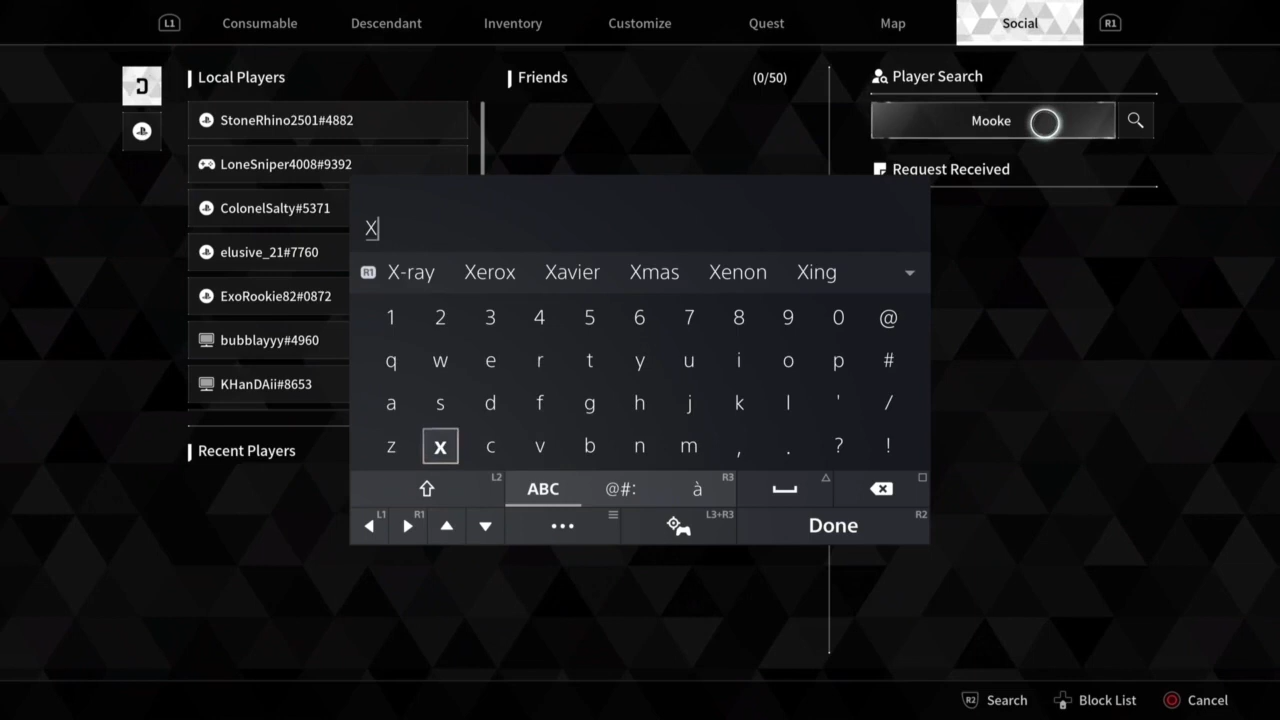 L1 Consumable Descendant Inventory Customize Quest Map Social R1
Local Players
StoneRhino2501#4882
LoneSniper4008#9392
ColonelSalty#5371
elusive_21#7760
ExoRookie82#0872
bubblayyy#4960
KHanDAii#8653
Recent Players
Friends (0/50)
Player Search
Mooke
Request Received
X
R1 X-ray Xerox Xavier Xmas Xenon Xing
1 2 3 4 5 6 7 8 9 0 @
q w e r t y u i o p #
a s d f g h j k l ' /
z x c v b n m , . ? !
L2 ABC @#: à R3
L1 R1 ... L3+R3 Done R2
R2 Search Block List Cancel